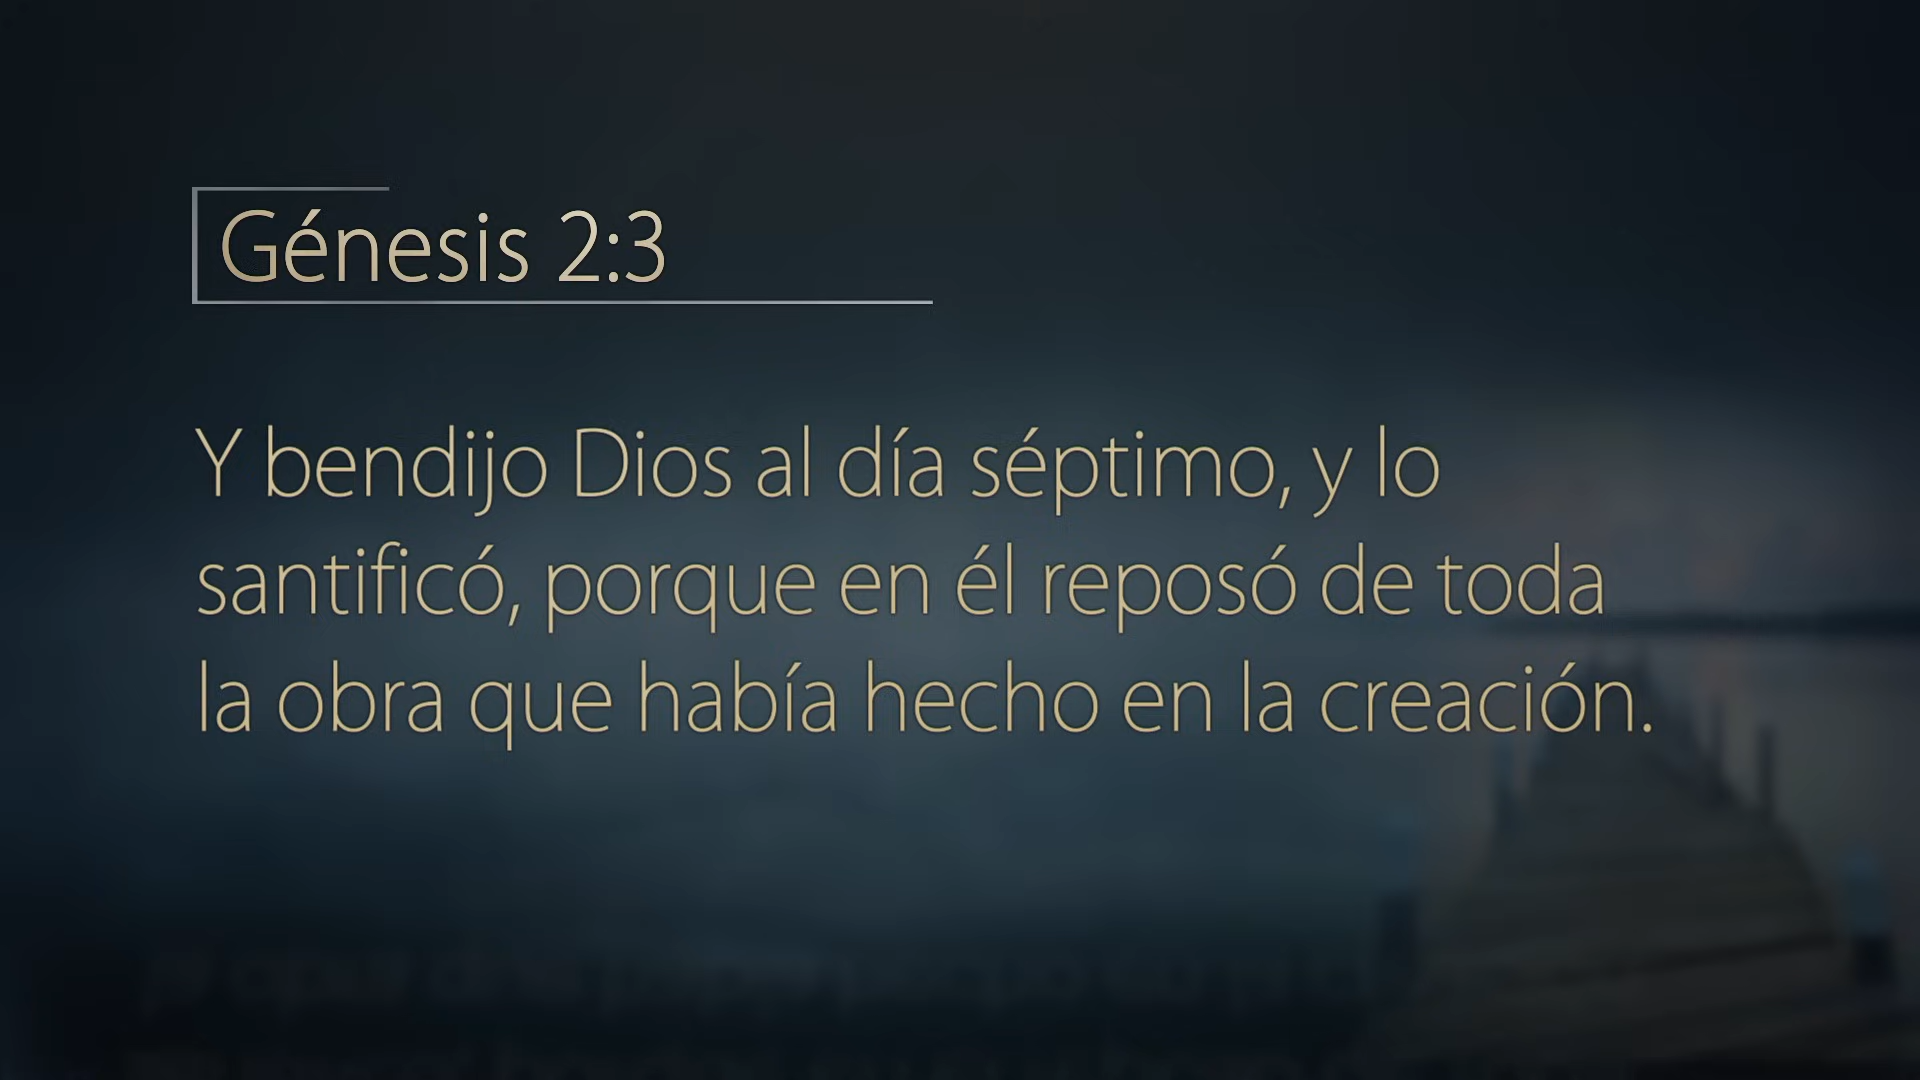 Génesis 2:3
Y bendijo Dios al día séptimo, y lo
santificó, porque en él reposó de toda
la obra que había hecho en la creación.